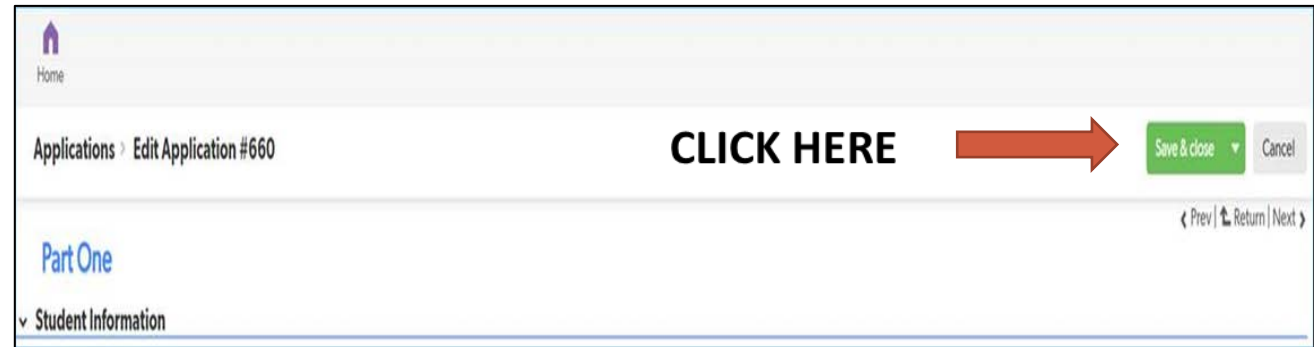 Home
Applications > Edit Application #660
CLICK HERE
Save & close
Cancel
Prev | Return | Next
Part One
Student Information